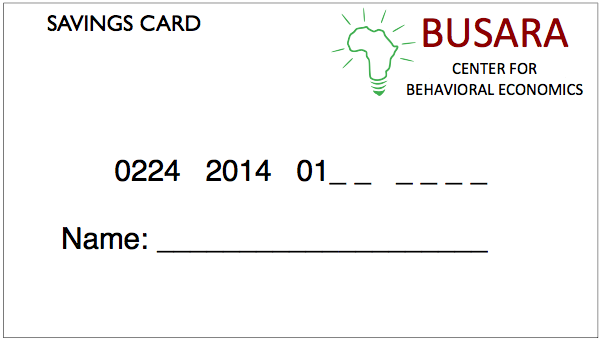 SAVINGS CARD
BUSARA
CENTER FOR
BEHAVIORAL ECONOMICS
0224 2014 01_ _ _ _ _ _
Name: ____________________